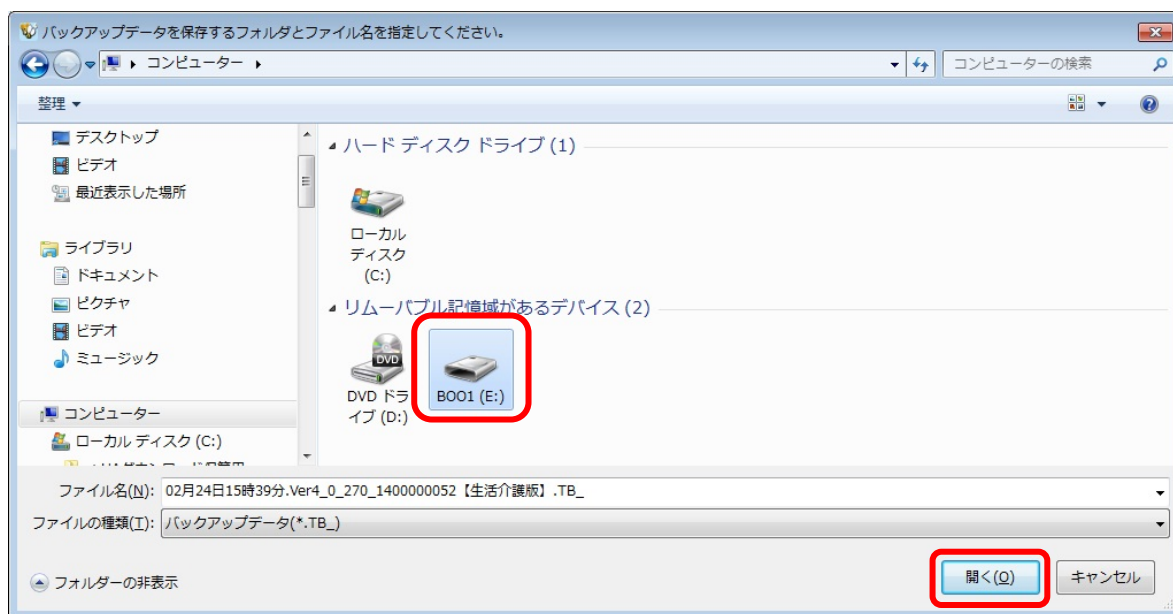 バックアップデータを保存するフォルダとファイル名を指定してください。
コンピューター
コンピューターの検索
整理
デスクトップ
ビデオ
最近表示した場所
ライブラリ
ドキュメント
ピクチャ
ビデオ
ミュージック
コンピューター
ローカル ディスク (C:)
ハード ディスク ドライブ (1)
ローカル
ディスク
(C:)
リムーバブル記憶域があるデバイス (2)
DVD
DVD ドラ
イブ (D:)
BOO1 (E:)
ファイル名(N): 02月24日15時39分.Ver4_0_270_1400000052【生活介護版】.TB_
ファイルの種類(T): バックアップデータ(*.TB_)
フォルダーの非表示
開く(O)
キャンセル